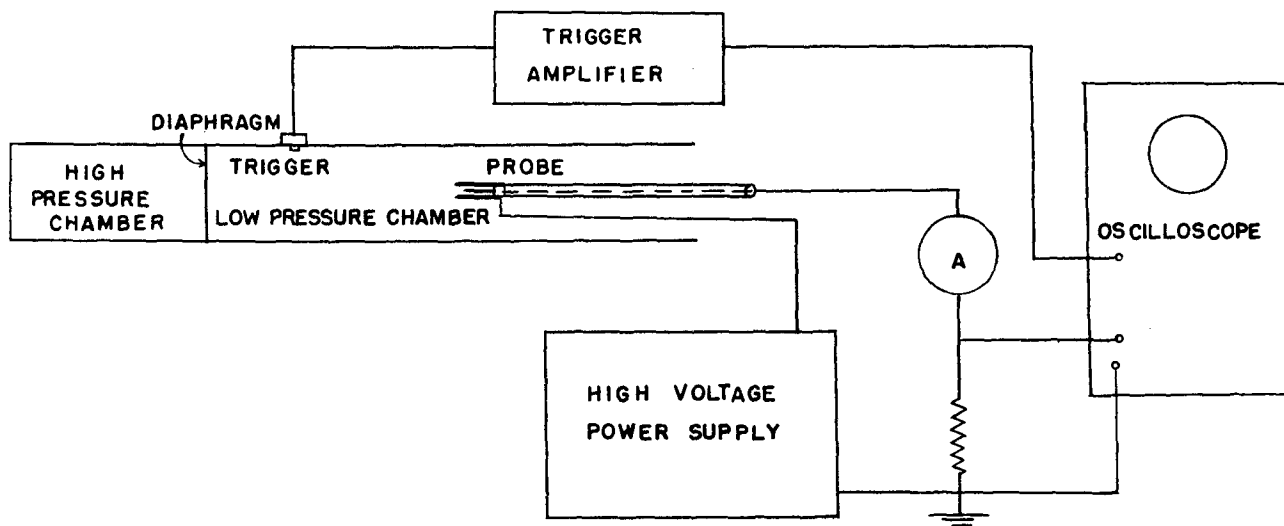 TRIGGER
AMPLIFIER
DIAPHRAGM
HIGH
PRESSURE
CHAMBER
TRIGGER
PROBE
LOW PRESSURE CHAMBER
A
OSCILLOSCOPE
HIGH VOLTAGE
POWER SUPPLY